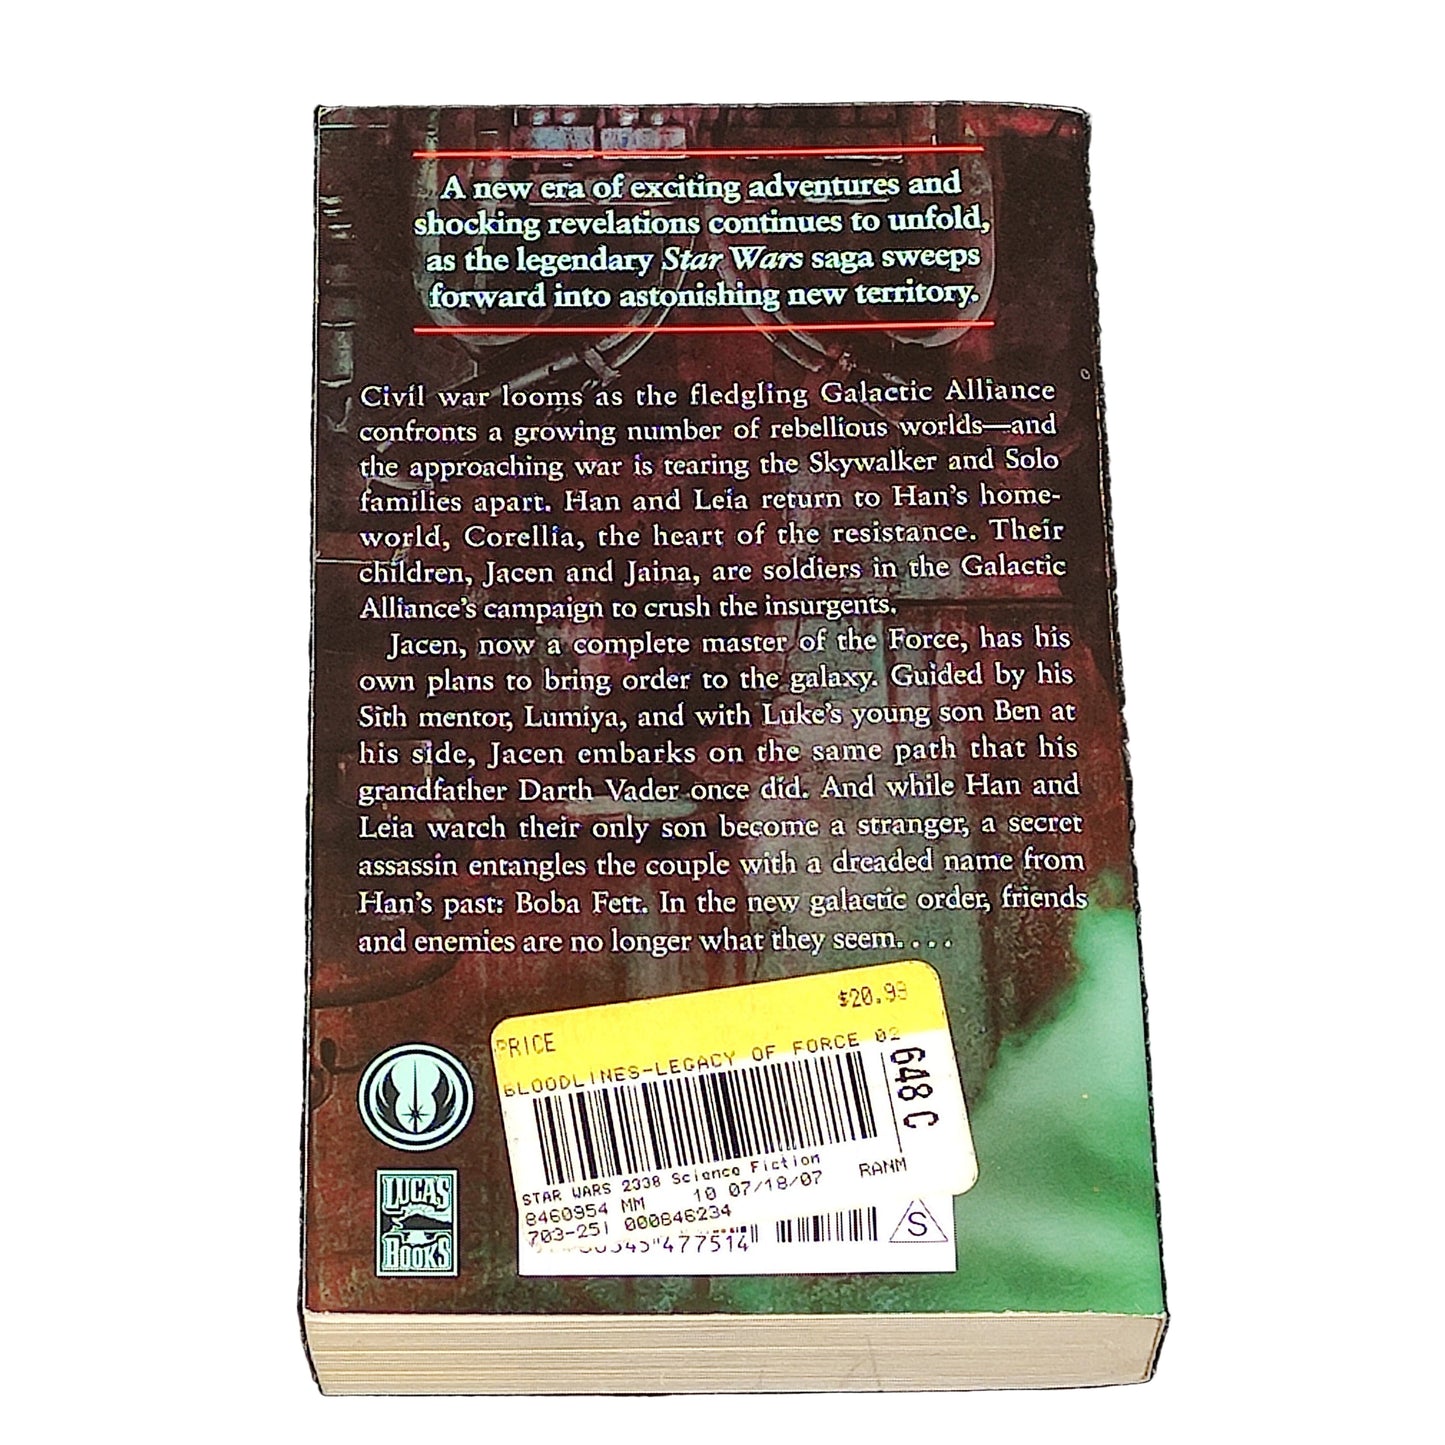 A new era of exciting adventures and
shocking revelations continues to unfold,
as the legendary Star Wars saga sweeps
forward into astonishing new territory.
Civil war looms as the fledgling Galactic Alliance
confronts a growing number of rebellious worlds—and
the approaching war is tearing the Skywalker and Solo
families apart. Han and Leia return to Han's home-
world, Corellia, the heart of the resistance. Their
children, Jacen and Jaina, are soldiers in the Galactic
Alliance's campaign to crush the insurgents.
Jacen, now a complete master of the Force, has his
own plans to bring order to the galaxy. Guided by his
Sith mentor, Lumiya, and with Luke's young son Ben at
his side, Jacen embarks on the same path that his
grandfather Darth Vader once did. And while Han and
Leia watch their only son become a stranger, a secret
assassin entangles the couple with a dreaded name from
Han's past: Boba Fett. In the new galactic order, friends
and enemies are no longer what they seem. . . .
$20.99
PRICE
BLOODLINES-LEGACY OF FORCE 02
648 C
STAR WARS 2338 Science Fiction
8460954 MM 10 07/18/07 RANM
703-251 000846234
477514
S
LUCAS
BOOKS